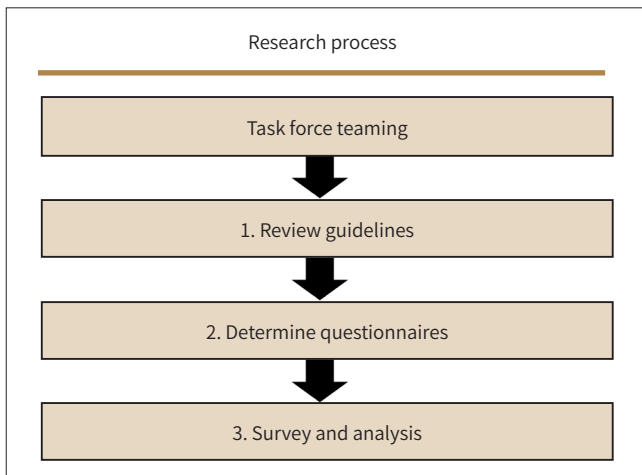 Research process
Task force teaming
1. Review guidelines
2. Determine questionnaires
3. Survey and analysis